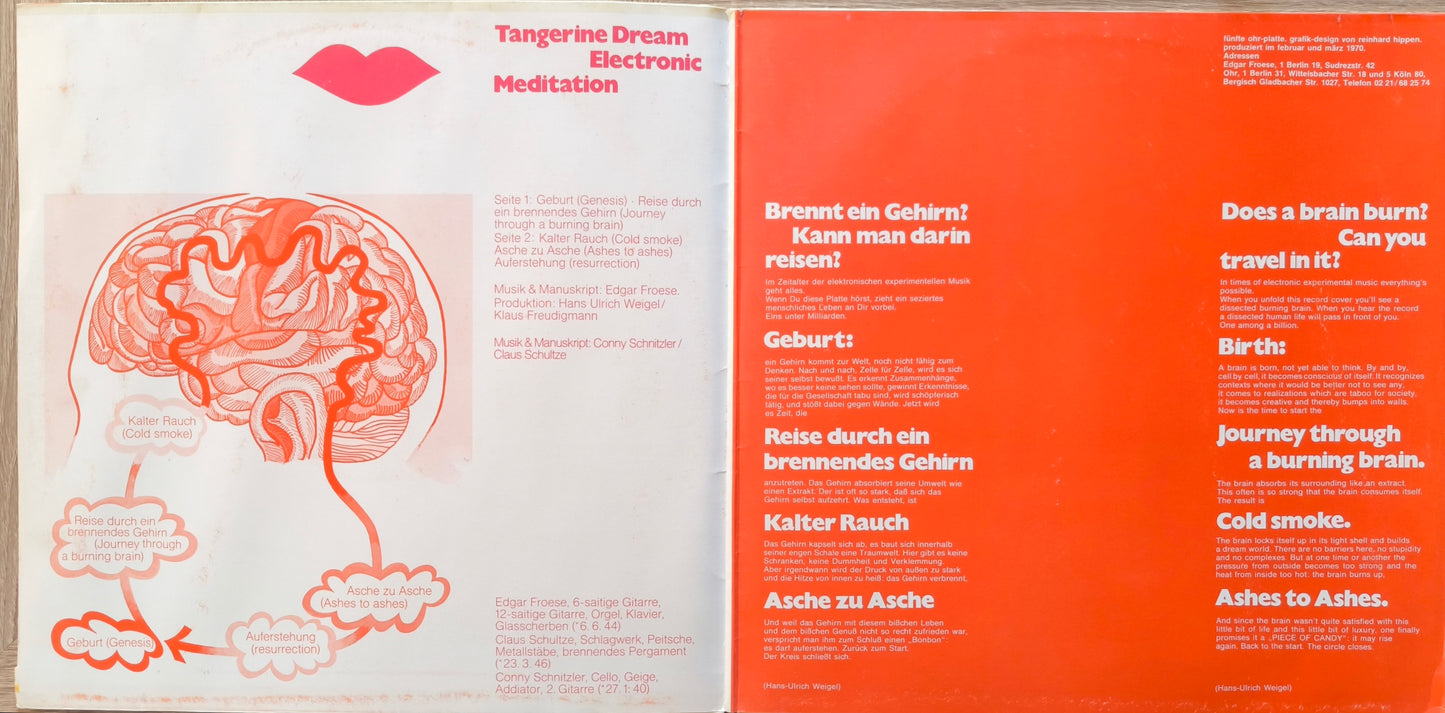 Tangerine Dream
Electronic
Meditation
Seite 1: Geburt (Genesis) · Reise durch
ein brennendes Gehirn (Journey
through a burning brain)
Seite 2: Kalter Rauch (Cold smoke)
Asche zu Asche (Ashes to ashes)
Auferstehung (resurrection)
Musik & Manuskript: Edgar Froese.
Produktion: Hans Ulrich Weigel/
Klaus Freudigmann
Musik & Manuskript: Conny Schnitzler/
Claus Schultze
Kalter Rauch
(Cold smoke)
Reise durch ein
brennendes Gehirn
(Journey through
a burning brain)
Geburt (Genesis)
Auferstehung
(resurrection)
Asche zu Asche
(Ashes to ashes)
Edgar Froese, 6-saitige Gitarre,
12-saitige Gitarre, Orgel, Klavier,
Glasscherben (*6. 6. 44)
Claus Schultze, Schlagwerk, Peitsche,
Metallstäbe, brennendes Pergament
(*23. 3. 46)
Conny Schnitzler, Cello, Geige,
Addiator, 2. Gitarre (*27. 1: 40)
fünfte ohr-platte. grafik-design von reinhard hippen.
produziert im februar und märz 1970.
Adressen
Edgar Froese, 1 Berlin 19, Sudrezstr. 42
Ohr, 1 Berlin 31, Wittelsbacher Str. 18 und 5 Köln 80,
Bergisch Gladbacher Str. 1027, Telefon 02 21/68 25 74
Brennt ein Gehirn?
Kann man darin
reisen?
Im Zeitalter der elektronischen experimentellen Musik
geht alles.
Wenn Du diese Platte hörst, zieht ein seziertes
menschliches Leben an Dir vorbei.
Eins unter Milliarden.
Geburt:
ein Gehirn kommt zur Welt, noch nicht fähig zum
Denken. Nach und nach, Zelle für Zelle, wird es sich
seiner selbst bewußt. Es erkennt Zusammenhänge,
wo es besser keine sehen sollte, gewinnt Erkenntnisse,
die für die Gesellschaft tabu sind, wird schöpferisch
tätig, und stößt dabei gegen Wände. Jetzt wird
es Zeit, die
Reise durch ein
brennendes Gehirn
anzutreten. Das Gehirn absorbiert seine Umwelt wie
einen Extrakt. Der ist oft so stark, daß sich das
Gehirn selbst aufzehrt. Was entsteht, ist
Kalter Rauch
Das Gehirn kapselt sich ab, es baut sich innerhalb
seiner engen Schale eine Traumwelt. Hier gibt es keine
Schranken, keine Dummheit und Verklemmung.
Aber irgendwann wird der Druck von außen zu stark
und die Hitze von innen zu heiß: das Gehirn verbrennt.
Asche zu Asche
Und weil das Gehirn mit diesem bißchen Leben
und dem bißchen Genuß nicht so recht zufrieden war,
verspricht man ihm zum Schluß einen „Bonbon":
es darf auferstehen. Zurück zum Start.
Der Kreis schließt sich.
(Hans-Ulrich Weigel)
Does a brain burn?
Can you
travel in it?
In times of electronic experimental music everything's
possible.
When you unfold this record cover you'll see a
dissected burning brain. When you hear the record
a dissected human life will pass in front of you.
One among a billion.
Birth:
A brain is born, not yet able to think. By and by,
cell by cell, it becomes conscious of itself. It recognizes
contexts where it would be better not to see any,
it comes to realizations which are taboo for society,
it becomes creative and thereby bumps into walls.
Now is the time to start the
Journey through
a burning brain.
The brain absorbs its surrounding like an extract.
This often is so strong that the brain consumes itself.
The result is
Cold smoke.
The brain locks itself up in its tight shell and builds
a dream world. There are no barriers here, no stupidity
and no complexes. But at one time or another the
pressure from outside becomes too strong and the
heat from inside too hot: the brain burns up,
Ashes to Ashes.
And since the brain wasn't quite satisfied with this
little bit of life and this little bit of luxury, one finally
promises it a „PIECE OF CANDY": it may rise
again. Back to the start. The circle closes.
(Hans-Ulrich Weigel)